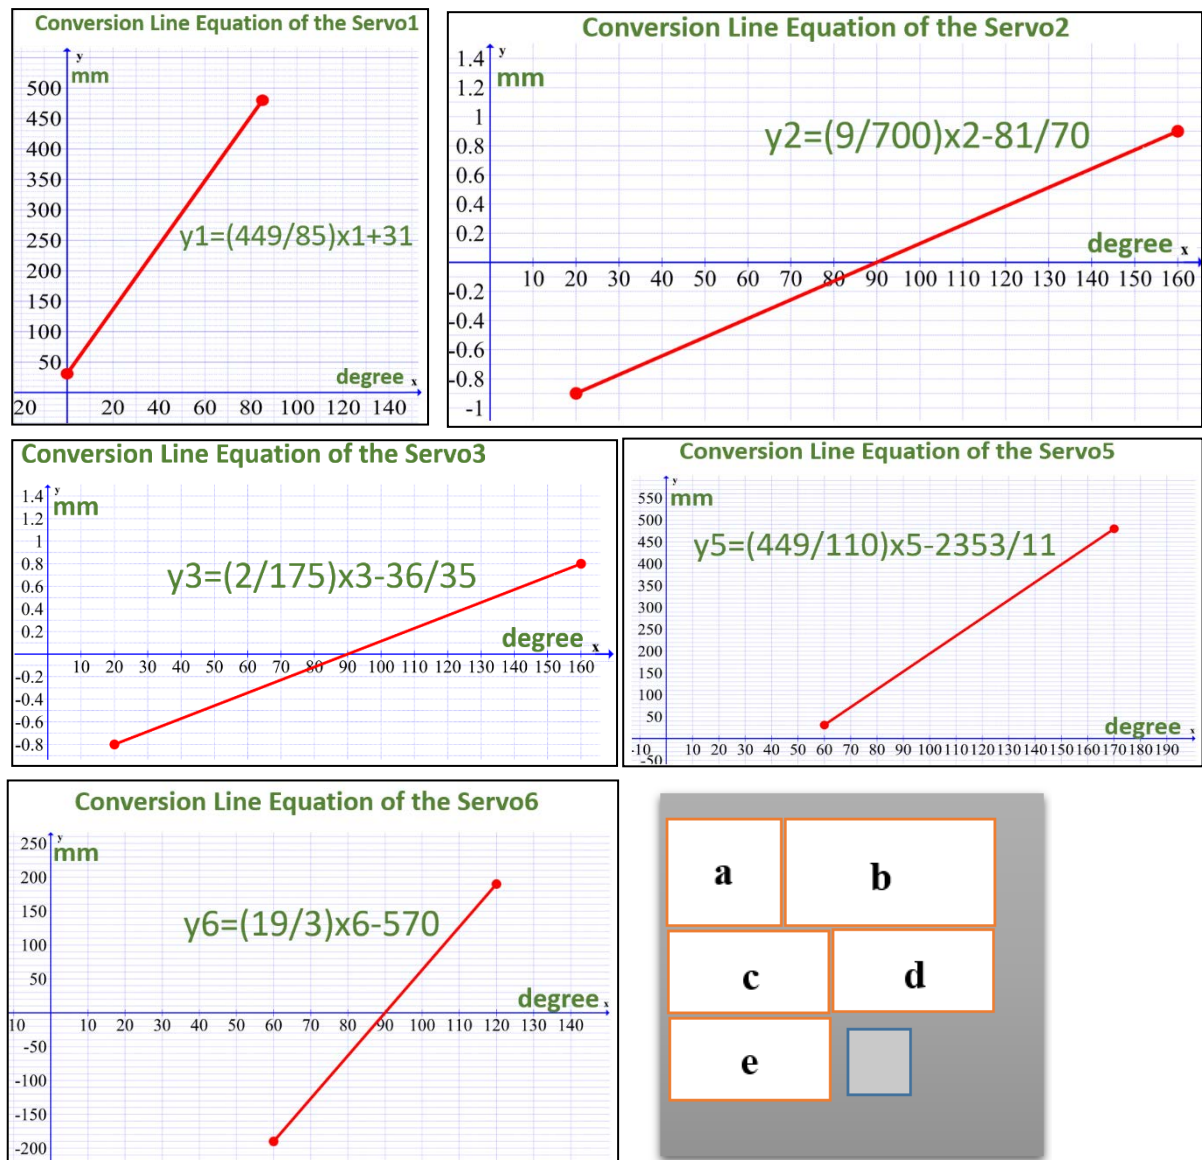 Conversion Line Equation of the Servo1
y
mm
500
450
400
350
300
250
200
150
100
50
y1=(449/85)x1+31
degree x
20 20 40 60 80 100 120 140
Conversion Line Equation of the Servo2
y
mm
1.4
1.2
1
0.8
0.6
0.4
0.2
y2=(9/700)x2-81/70
degree x
10 20 30 40 50 60 70 80 90 100 110 120 130 140 150 160
-0.2
-0.4
-0.6
-0.8
-1
Conversion Line Equation of the Servo3
y
mm
1.4
1.2
1
0.8
0.6
0.4
0.2
y3=(2/175)x3-36/35
degree x
10 20 30 40 50 60 70 80 90 100 110 120 130 140 150 160
-0.2
-0.4
-0.6
-0.8
Conversion Line Equation of the Servo5
y
mm
550
500
450
400
350
300
250
200
150
100
50
y5=(449/110)x5-2353/11
degree x
-10 10 20 30 40 50 60 70 80 90 100 110 120 130 140 150 160 170 180 190
-50
Conversion Line Equation of the Servo6
y
mm
250
200
150
100
50
y6=(19/3)x6-570
degree x
10 10 20 30 40 50 60 70 80 90 100 110 120 130 140
-50
-100
-150
-200
a b
c d
e